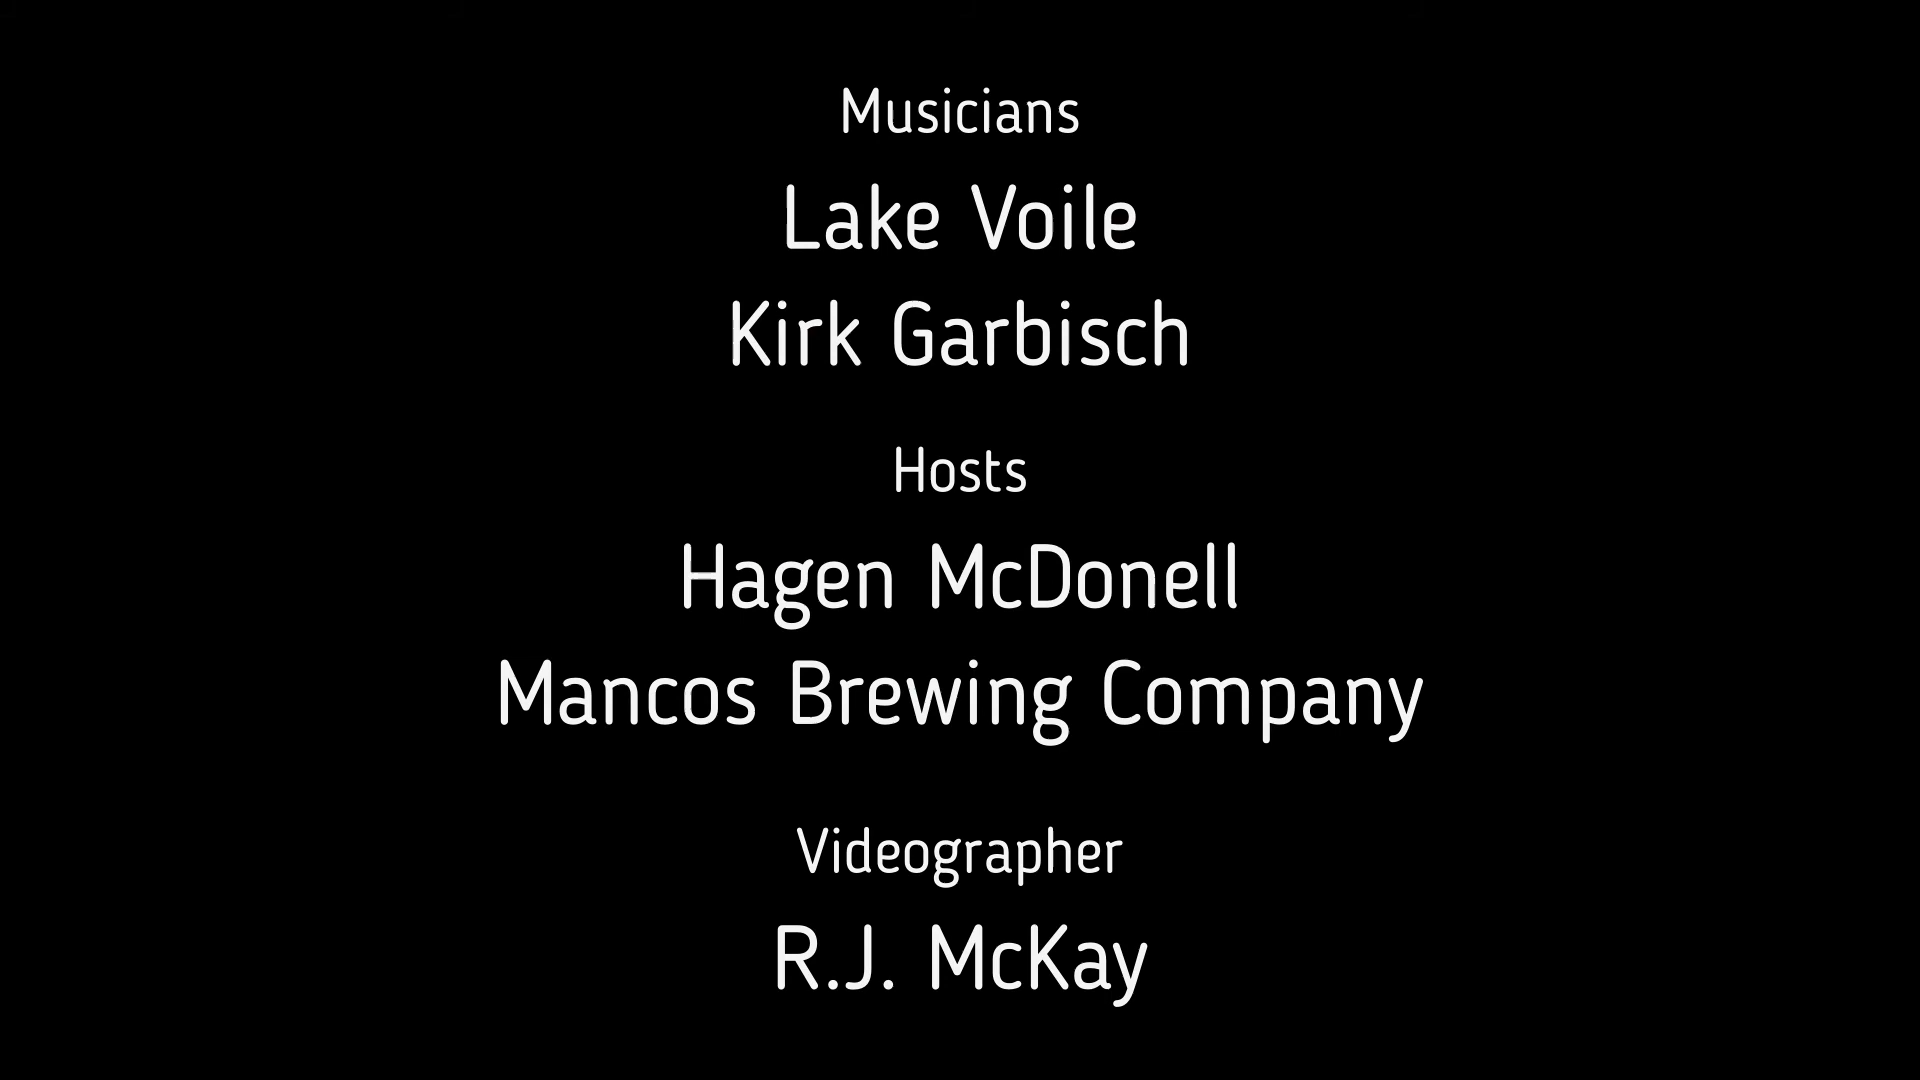 Musicians
Lake Voile
Kirk Garbisch
Hosts
Hagen McDonell
Mancos Brewing Company
Videographer
R.J. McKay